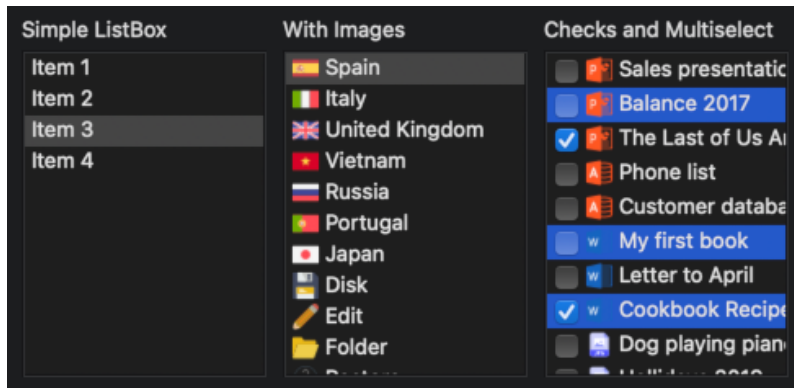 Simple ListBox
Item 1
Item 2
Item 3
Item 4
With Images
Spain
Italy
United Kingdom
Vietnam
Russia
Portugal
Japan
Disk
Edit
Folder
Checks and Multiselect
Sales presentatic
Balance 2017
The Last of Us A
Phone list
Customer databa
My first book
Letter to April
Cookbook Recipe
Dog playing pian